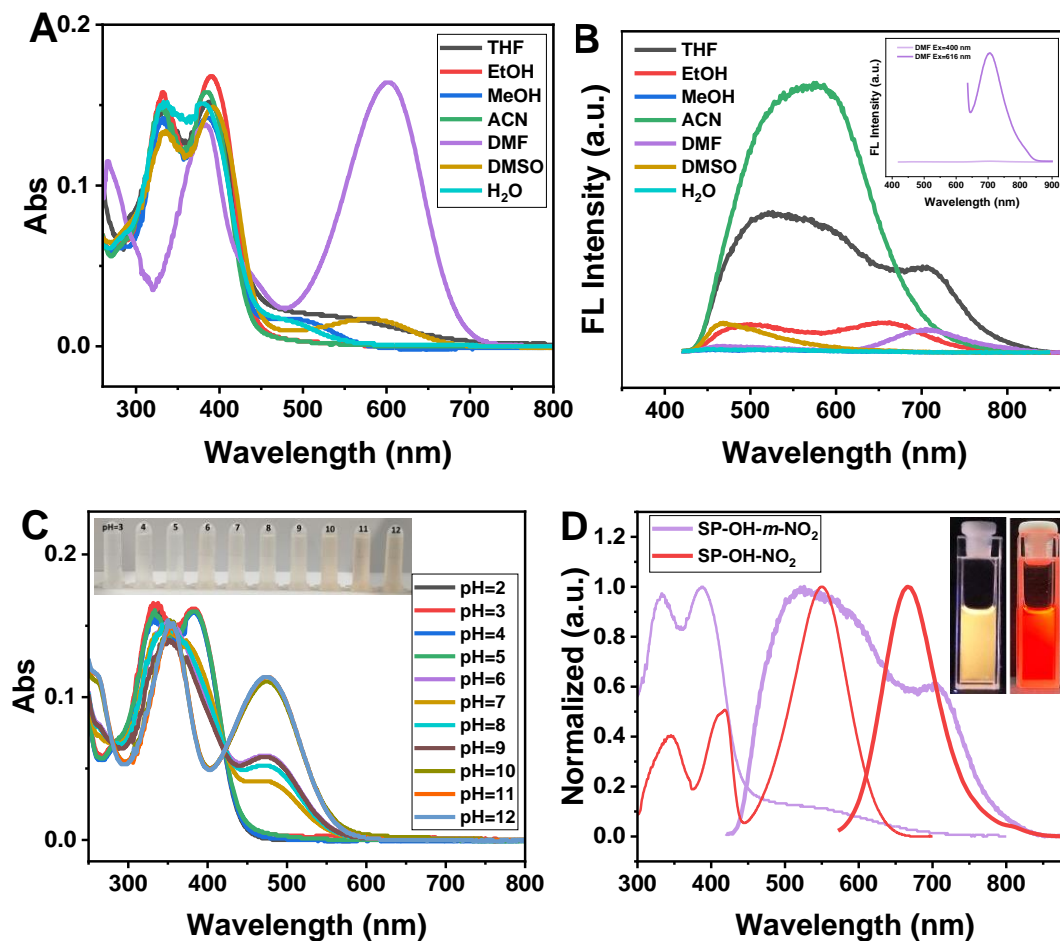 A
0.2
0.1
0.0
Abs
300 400 500 600 700 800
Wavelength (nm)
THF
EtOH
MeOH
ACN
DMF
DMSO
H₂O
B
THF
EtOH
MeOH
ACN
DMF
DMSO
H₂O
FL Intensity (a.u.)
400 500 600 700 800
Wavelength (nm)
DMF Ex=400 nm
DMF Ex=616 nm
FL Intensity (a.u.)
400 500 600 700 800 900
Wavelength (nm)
C
pH=3 4 5 6 7 8 9 10 11 12
0.2
0.1
0.0
Abs
300 400 500 600 700 800
Wavelength (nm)
pH=2
pH=3
pH=4
pH=5
pH=6
pH=7
pH=8
pH=9
pH=10
pH=11
pH=12
D
SP-OH-m-NO₂
SP-OH-NO₂
1.0
0.8
0.6
0.4
0.2
0.0
Normalized (a.u.)
300 400 500 600 700 800 900
Wavelength (nm)